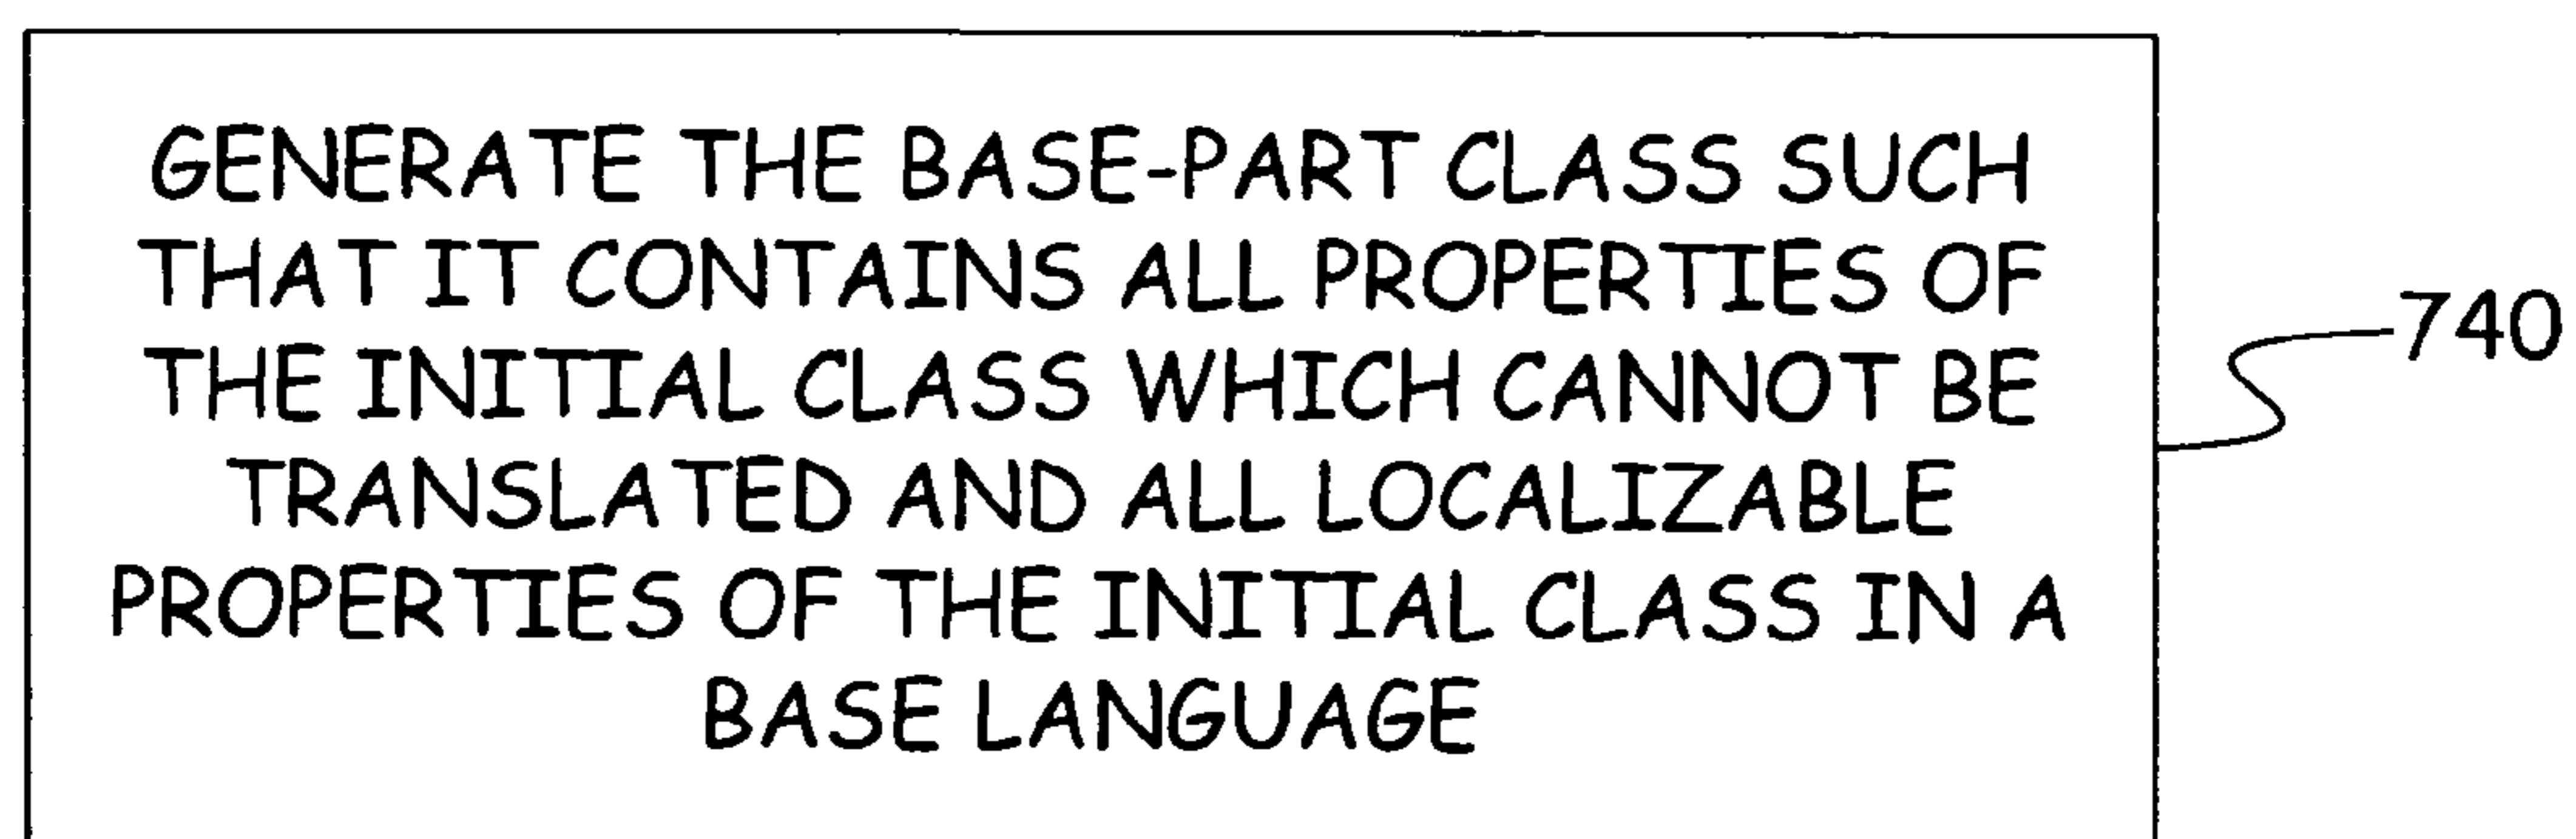 GENERATE THE BASE-PART CLASS SUCH
THAT IT CONTAINS ALL PROPERTIES OF
THE INITIAL CLASS WHICH CANNOT BE
TRANSLATED AND ALL LOCALIZABLE
PROPERTIES OF THE INITIAL CLASS IN A
BASE LANGUAGE
740